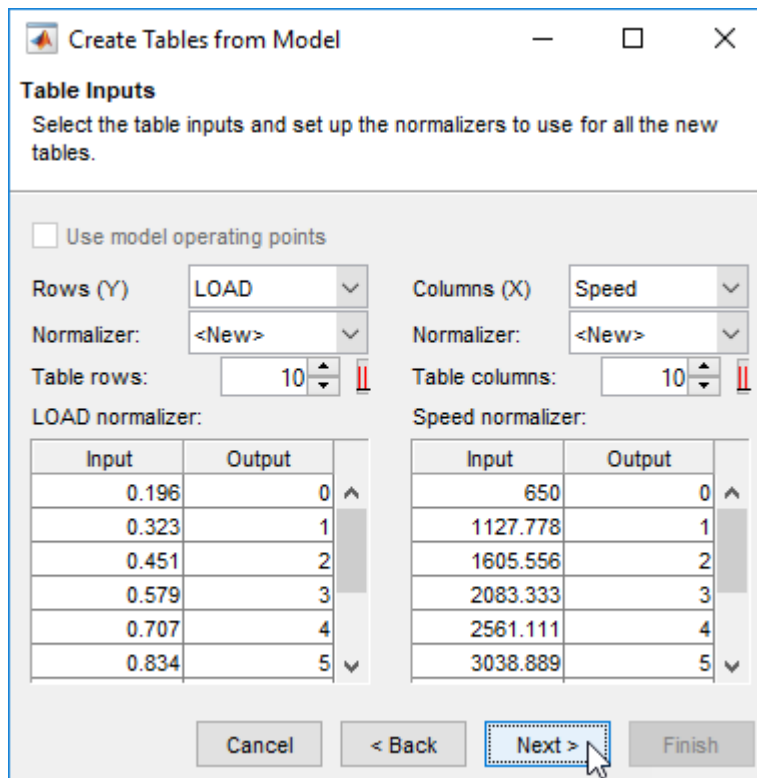 Create Tables from Model
Table Inputs
Select the table inputs and set up the normalizers to use for all the new
tables.
Use model operating points
Rows (Y) LOAD Columns (X) Speed
Normalizer: <New> Normalizer: <New>
Table rows: 10 Table columns: 10
LOAD normalizer: Speed normalizer:
Input Output Input Output
0.196 0 650 0
0.323 1 1127.778 1
0.451 2 1605.556 2
0.579 3 2083.333 3
0.707 4 2561.111 4
0.834 5 3038.889 5
Cancel < Back Next > Finish